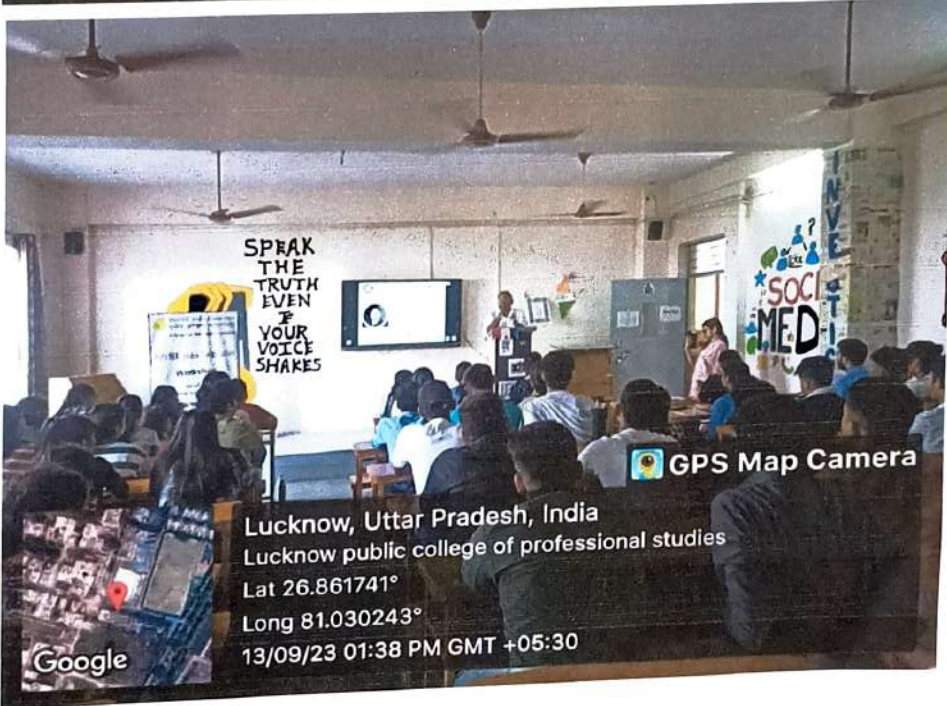 SPEAK
THE
TRUTH
EVEN
IF
YOUR
VOICE
SHAKES
SOCI
MED
INVE
GPS Map Camera
Lucknow, Uttar Pradesh, India
Lucknow public college of professional studies
Lat 26.861741°
Long 81.030243°
13/09/23 01:38 PM GMT +05:30
Google